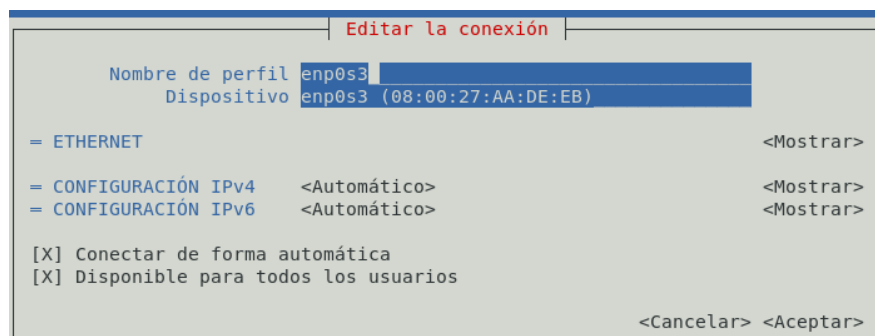 Editar la conexión
Nombre de perfil enp0s3
Dispositivo enp0s3 (08:00:27:AA:DE:EB)
= ETHERNET <Mostrar>
= CONFIGURACIÓN IPv4 <Automático> <Mostrar>
= CONFIGURACIÓN IPv6 <Automático> <Mostrar>
[X] Conectar de forma automática
[X] Disponible para todos los usuarios
<Cancelar> <Aceptar>